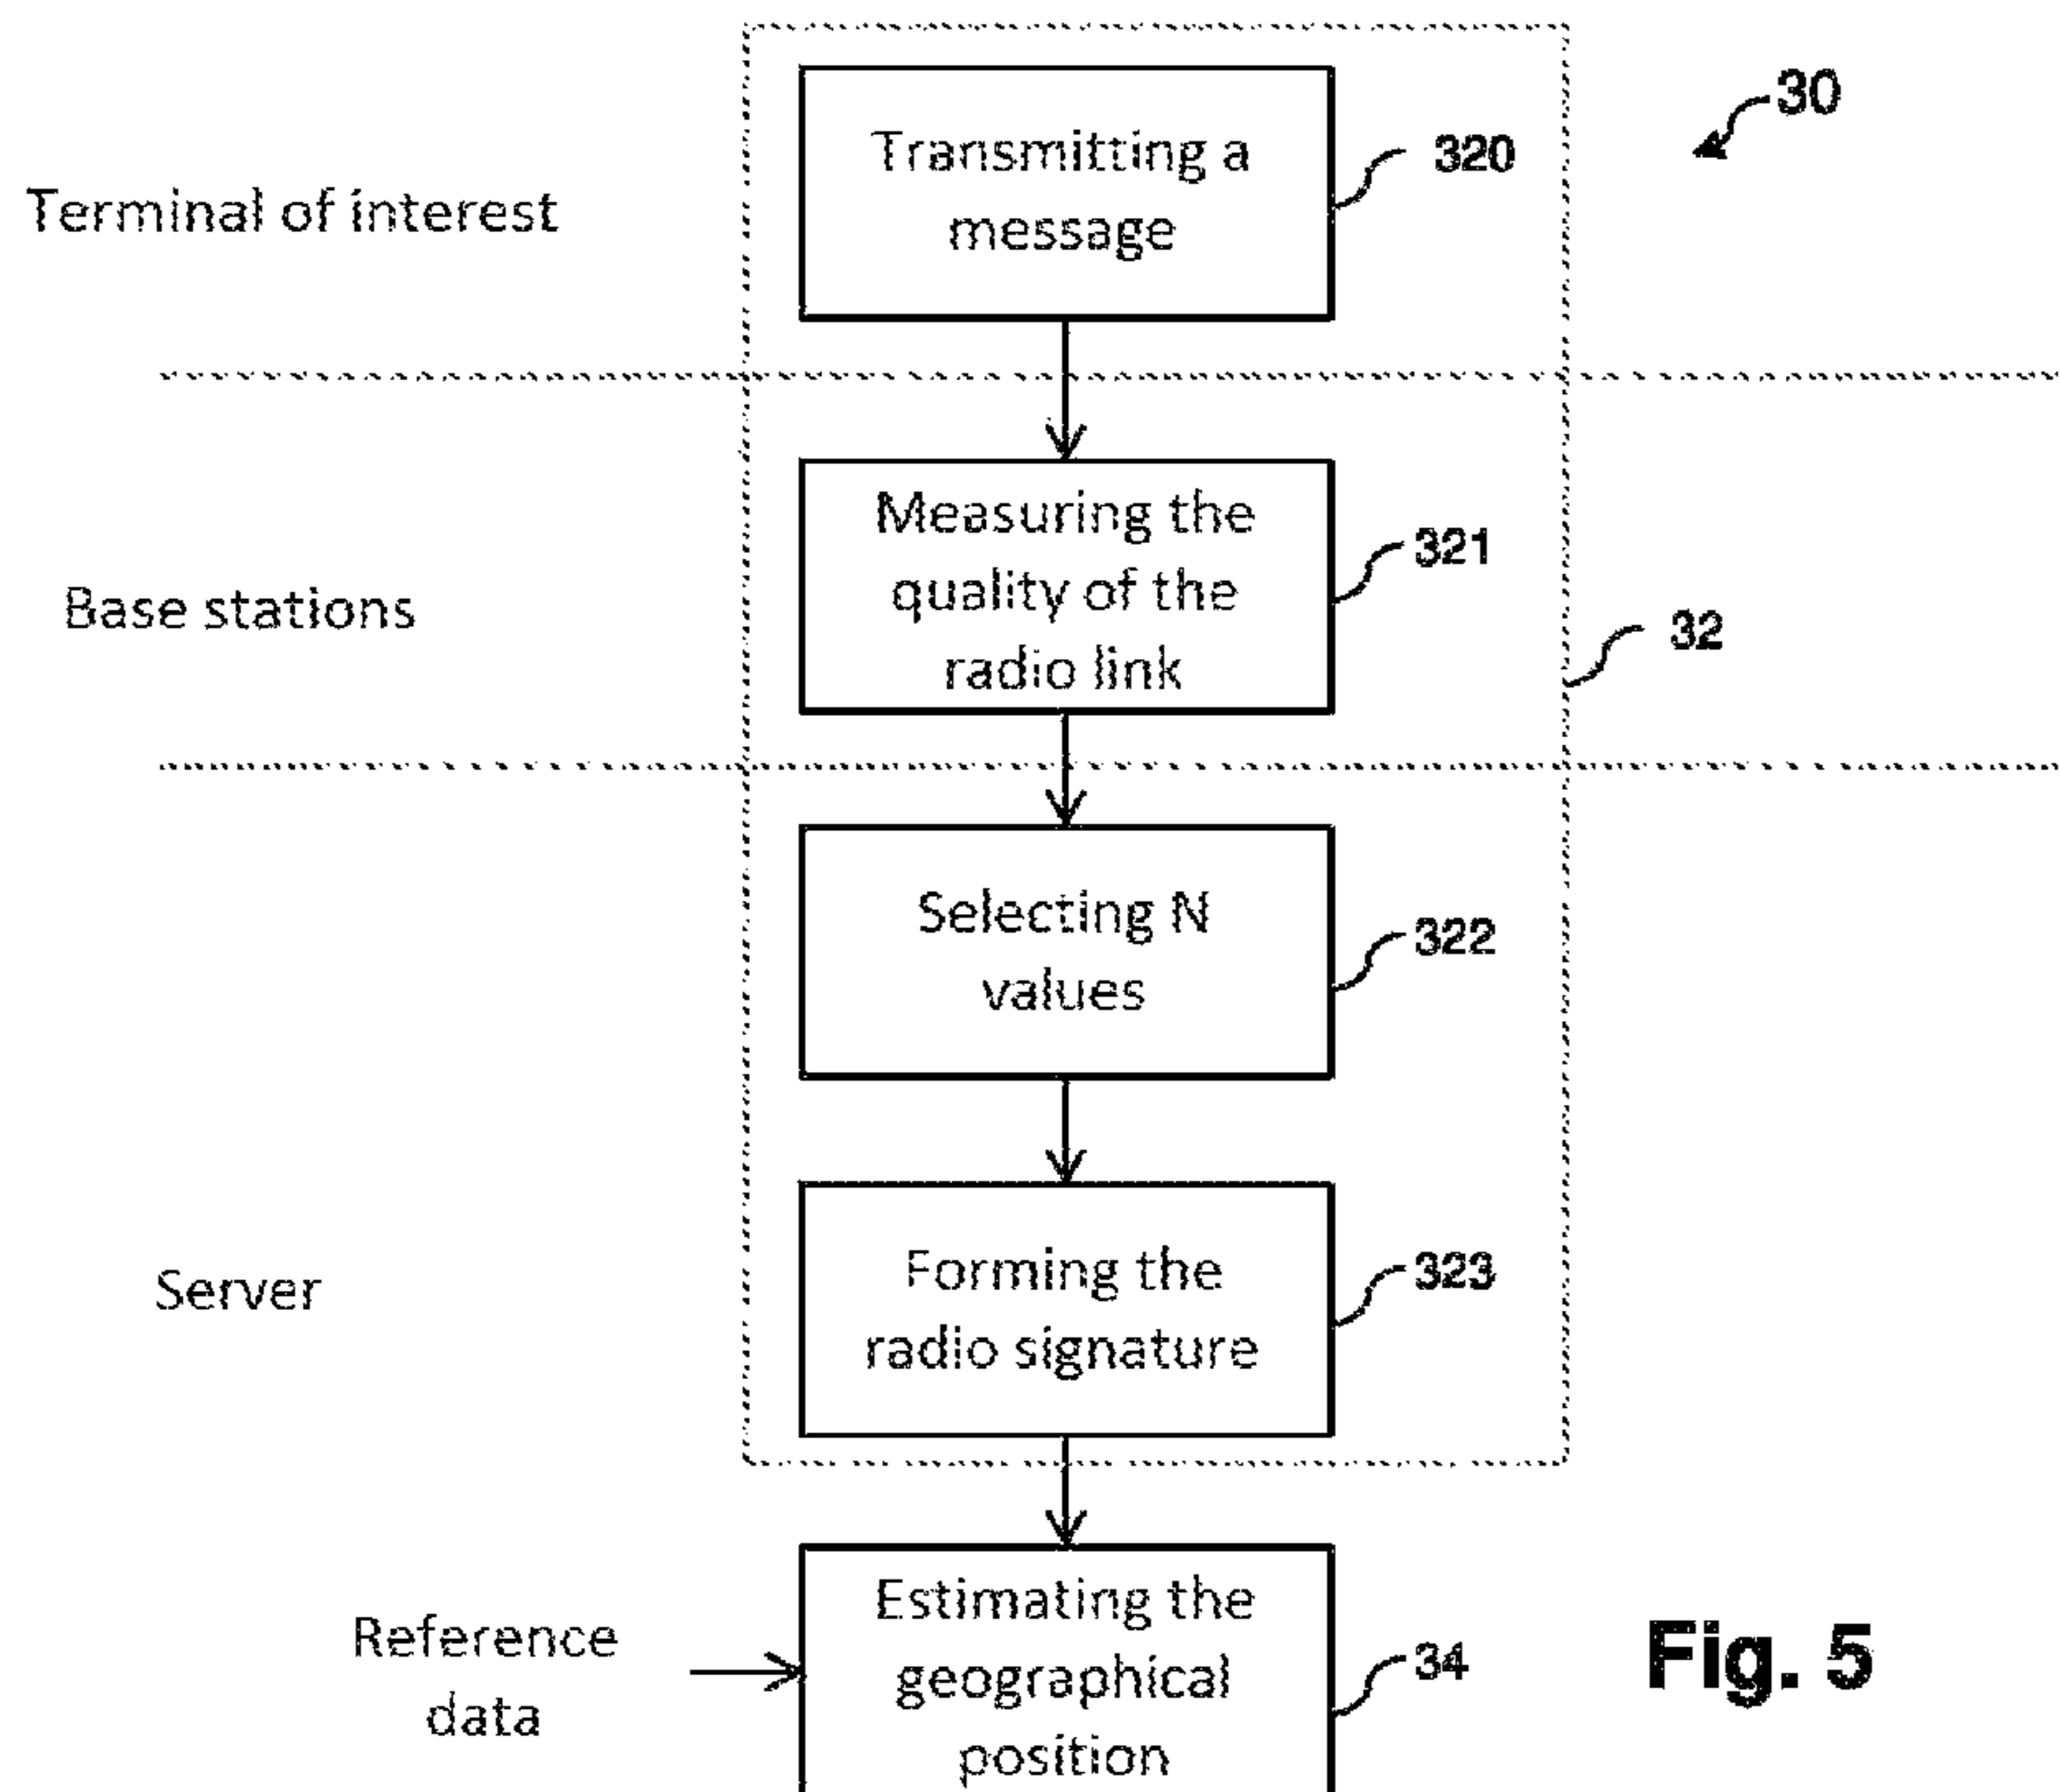 30
Transmitting a
message
320
Terminal of interest
Measuring the
quality of the
radio link
321
Base stations
32
Selecting N
values
322
Forming the
radio signature
323
Server
Estimating the
geographical
position
34
Reference
data
Fig. 5